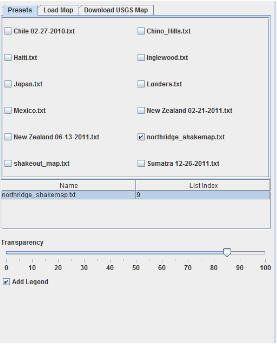 Presets Load Map Download USGS Map
Chile 02-27-2010.txt Chino_Hills.txt
Haiti.txt Inglewood.txt
Japan.txt Landers.txt
Mexico.txt New Zealand 02-21-2011.txt
New Zealand 06-13-2011.txt northridge_shakemap.txt
shakeout_map.txt Sumatra 12-26-2011.txt
Name List Index
northridge_shakemap.txt 9
Transparency
0 10 20 30 40 50 60 70 80 90 100
Add Legend